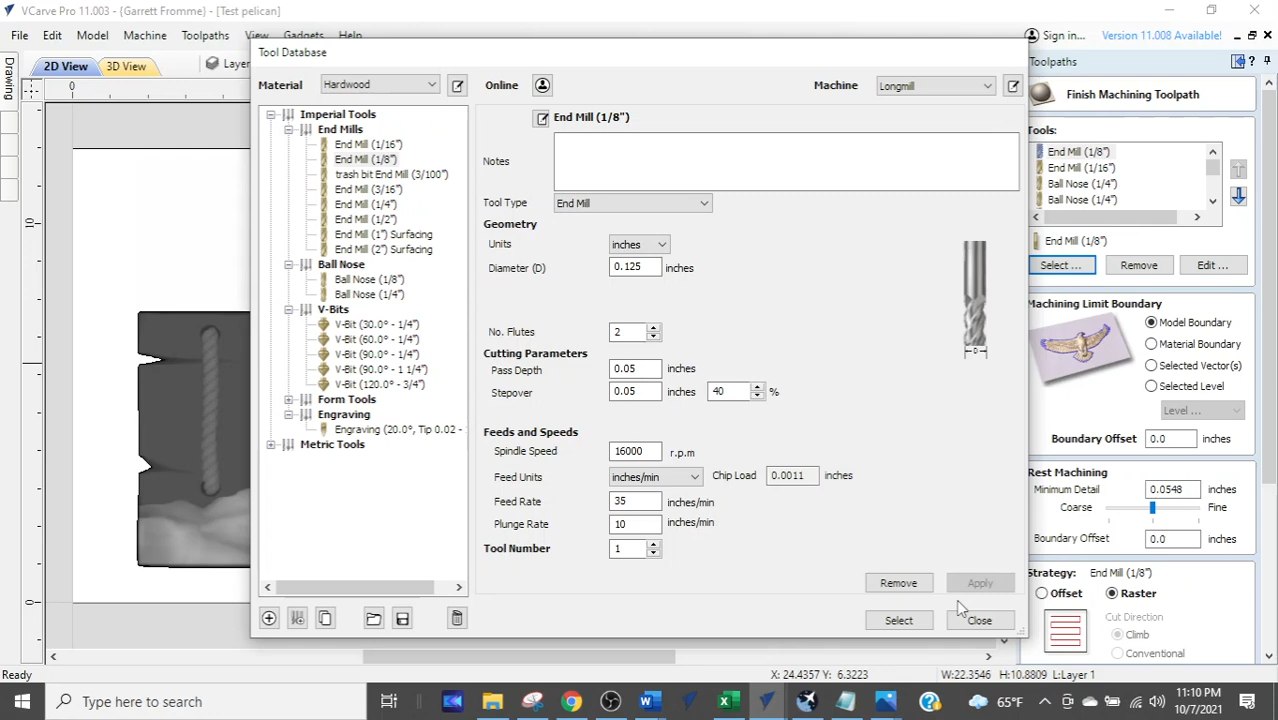 VCarve Pro 11.003 - {Garrett Fromme} - [Test pelican]
File Edit Model Machine Toolpaths View Gadgets Help
Sign in... Version 11.008 Available!
Drawing
2D View 3D View Layer
Toolpaths
Tool Database
Material Hardwood Online Machine Longmill
Imperial Tools
End Mills
End Mill (1/16")
End Mill (1/8")
trash bit End Mill (3/100")
End Mill (3/16")
End Mill (1/4")
End Mill (1/2")
End Mill (1") Surfacing
End Mill (2") Surfacing
Ball Nose
Ball Nose (1/8")
Ball Nose (1/4")
V-Bits
V-Bit (30.0° - 1/4")
V-Bit (60.0° - 1/4")
V-Bit (90.0° - 1/4")
V-Bit (90.0° - 1 1/4")
V-Bit (120.0° - 3/4")
Form Tools
Engraving
Engraving (20.0°, Tip 0.02 -
Metric Tools
End Mill (1/8")
Notes
Tool Type End Mill
Geometry
Units inches
Diameter (D) 0.125 inches
D
No. Flutes 2
Cutting Parameters
Pass Depth 0.05 inches
Stepover 0.05 inches 40 %
Feeds and Speeds
Spindle Speed 16000 r.p.m
Feed Units inches/min Chip Load 0.0011 inches
Feed Rate 35 inches/min
Plunge Rate 10 inches/min
Tool Number 1
Remove Apply
Select Close
Finish Machining Toolpath
Tools:
End Mill (1/8")
End Mill (1/16")
Ball Nose (1/4")
Ball Nose (1/4")
End Mill (1/8")
Select ... Remove Edit ...
Machining Limit Boundary
Model Boundary
Material Boundary
Selected Vector(s)
Selected Level
Level ...
Boundary Offset 0.0 inches
Rest Machining
Minimum Detail 0.0548 inches
Coarse Fine
Boundary Offset 0.0 inches
Strategy: End Mill (1/8")
Offset Raster
Cut Direction
Climb
Conventional
10
0
0
Ready X: 24.4357 Y: 6.3223 W:22.3546 H:10.8809 L:Layer 1
Type here to search
65°F
11:10 PM
10/7/2021